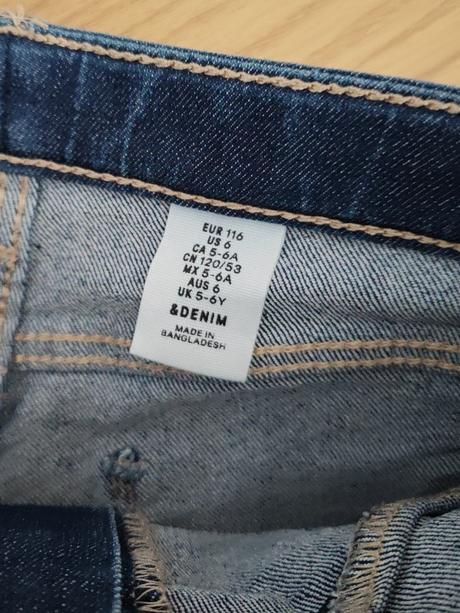 EUR 116
US 6
CA 5-6A
CN 120/53
MX 5-6A
AUS 6
UK 5-6Y
&DENIM
MADE IN
BANGLADESH